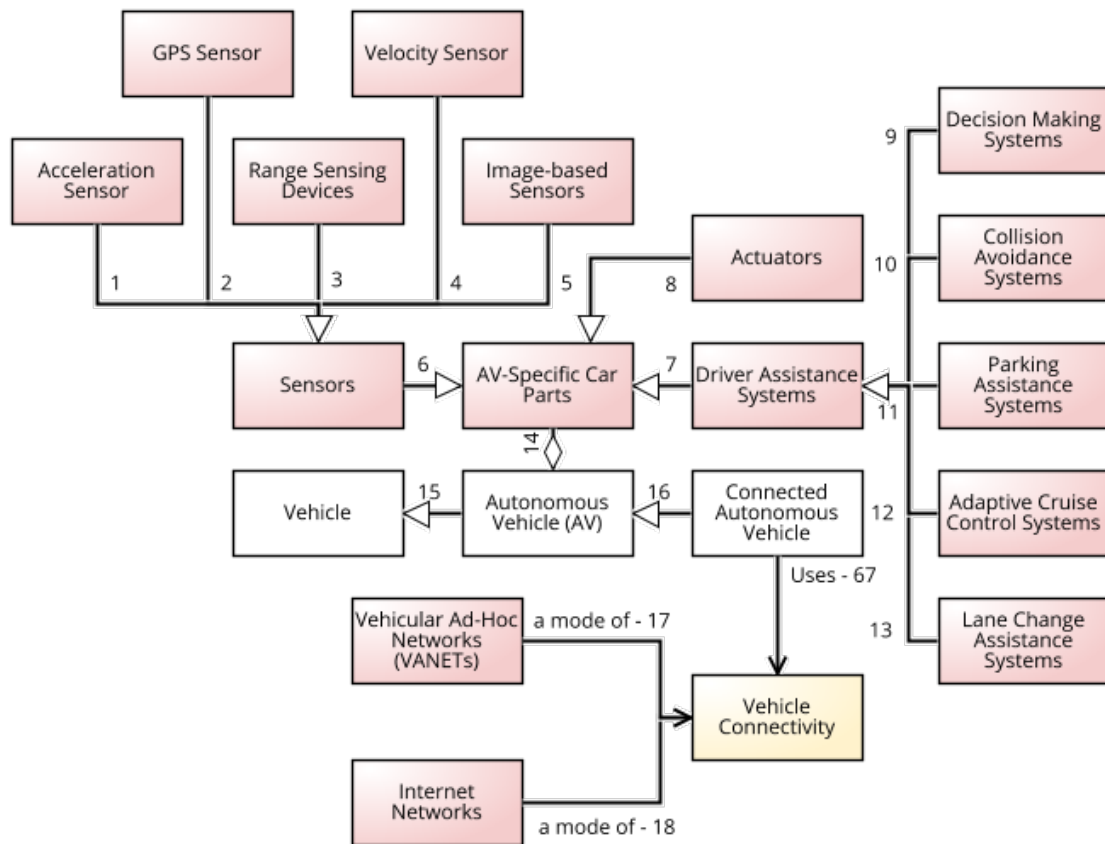 GPS Sensor
Velocity Sensor
Acceleration
Sensor
Range Sensing
Devices
Image-based
Sensors
Decision Making
Systems
9
Collision
Avoidance
Systems
10
Actuators
1
2
3
4
5
8
Sensors
6
AV-Specific Car
Parts
7
Driver Assistance
Systems
Parking
Assistance
Systems
11
14
Vehicle
15
Autonomous
Vehicle (AV)
16
Connected
Autonomous
Vehicle
12
Adaptive Cruise
Control Systems
Uses - 67
Vehicular Ad-Hoc
Networks
(VANETs)
a mode of - 17
13
Lane Change
Assistance
Systems
Vehicle
Connectivity
Internet
Networks
a mode of - 18